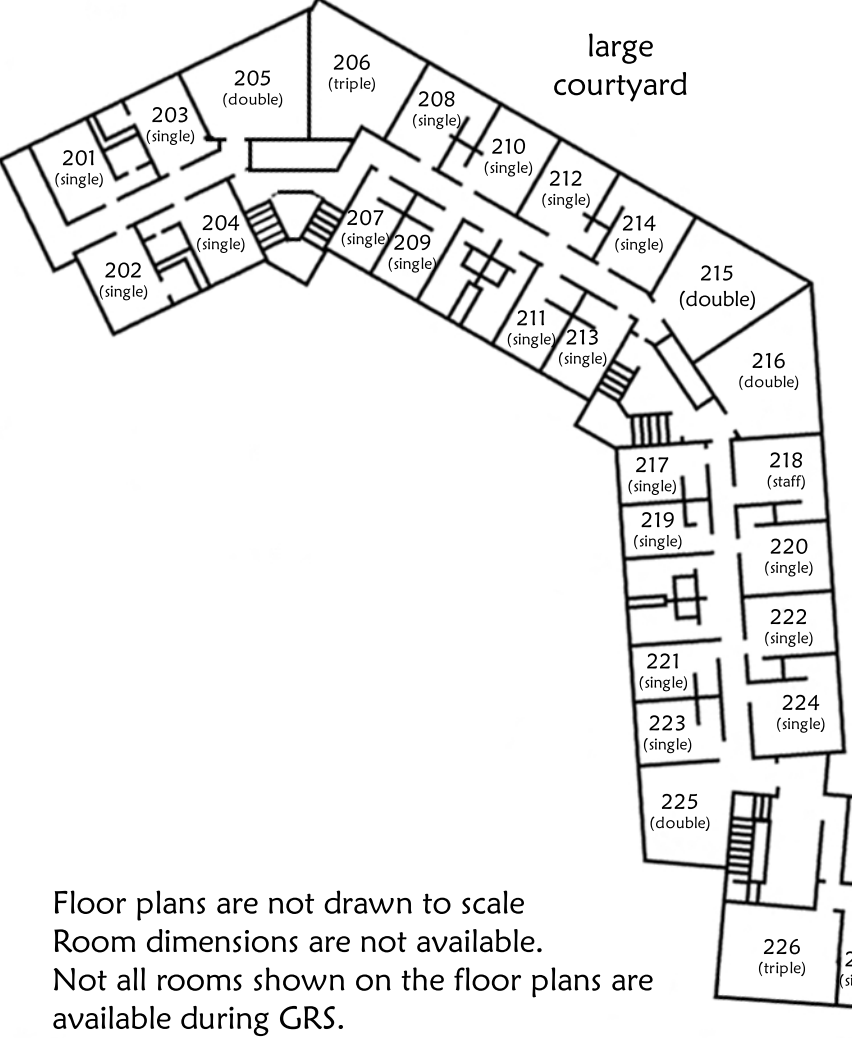 large
courtyard
206
(triple)
205
(double)
208
(single)
203
(single)
210
(single)
201
(single)
212
(single)
204
(single)
207
(single)
214
(single)
209
(single)
202
(single)
215
(double)
211
(single)
213
(single)
216
(double)
217
(single)
218
(staff)
219
(single)
220
(single)
222
(single)
221
(single)
224
(single)
223
(single)
225
(double)
226
(triple)
Floor plans are not drawn to scale
Room dimensions are not available.
Not all rooms shown on the floor plans are
available during GRS.